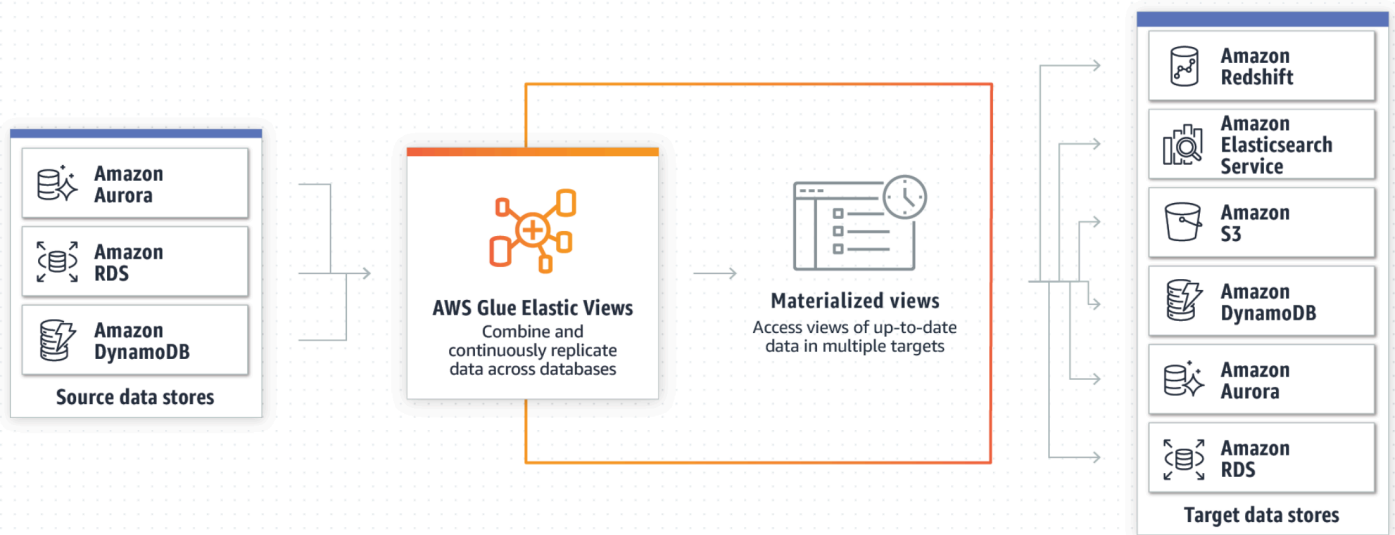 Amazon
Aurora
Amazon
RDS
Amazon
DynamoDB
Source data stores
AWS Glue Elastic Views
Combine and
continuously replicate
data across databases
Materialized views
Access views of up-to-date
data in multiple targets
Amazon
Redshift
Amazon
Elasticsearch
Service
Amazon
S3
Amazon
DynamoDB
Amazon
Aurora
Amazon
RDS
Target data stores